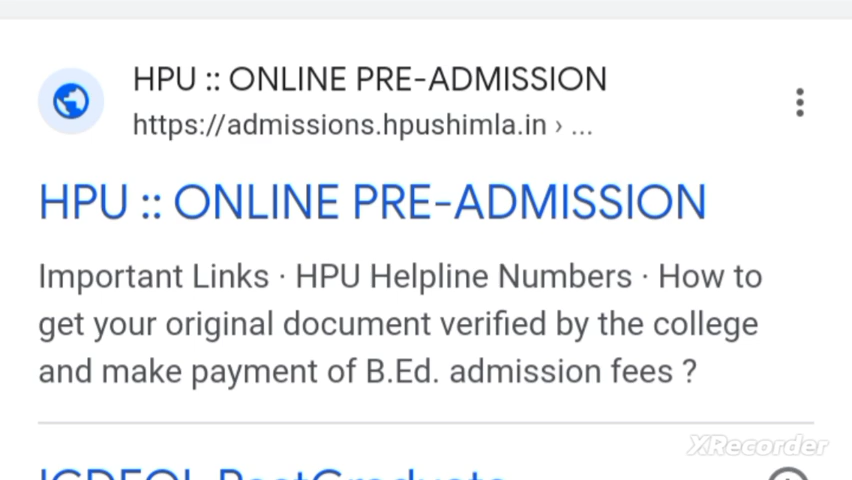 HPU :: ONLINE PRE-ADMISSION
https://admissions.hpushimla.in › ...
HPU :: ONLINE PRE-ADMISSION
Important Links · HPU Helpline Numbers · How to
get your original document verified by the college
and make payment of B.Ed. admission fees ?
XRecorder